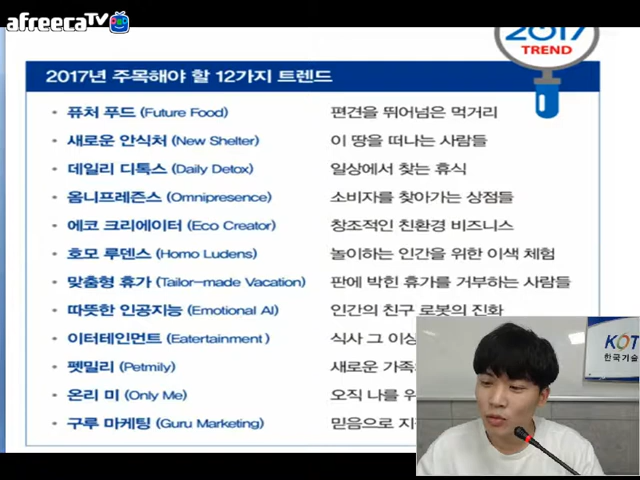 afreecaTV
2017
TREND
2017년 주목해야 할 12가지 트렌드
• 퓨처 푸드 (Future Food) 편견을 뛰어넘은 먹거리
• 새로운 안식처 (New Shelter) 이 땅을 떠나는 사람들
• 데일리 디톡스 (Daily Detox) 일상에서 찾는 휴식
• 옴니프레즌스 (Omnipresence) 소비자를 찾아가는 상점들
• 에코 크리에이터 (Eco Creator) 창조적인 친환경 비즈니스
• 호모 루덴스 (Homo Ludens) 놀이하는 인간을 위한 이색 체험
• 맞춤형 휴가 (Tailor-made Vacation) 판에 박힌 휴가를 거부하는 사람들
• 따뜻한 인공지능 (Emotional AI) 인간의 친구 로봇의 진화
• 이터테인먼트 (Eatertainment) 식사 그 이상
• 펫밀리 (Petmily) 새로운 가족
• 온리 미 (Only Me) 오직 나를 위
• 구루 마케팅 (Guru Marketing) 믿음으로
KOT
한국기술